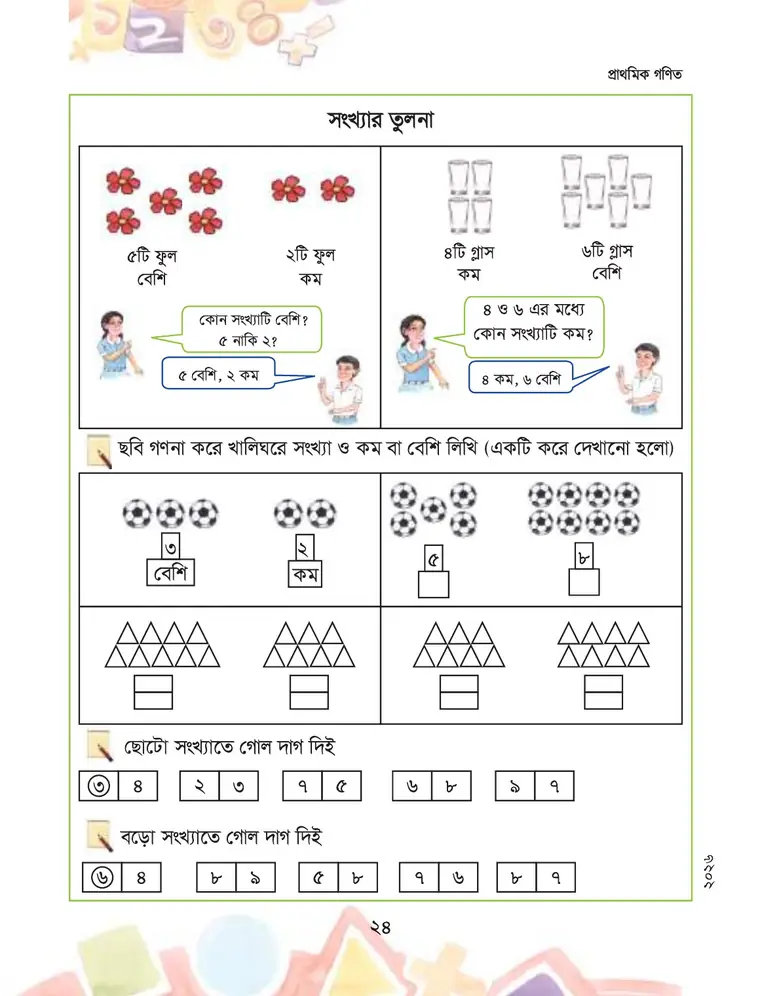 প্রাথমিক গণিত
সংখ্যার তুলনা
৫টি ফুল
বেশি
২টি ফুল
কম
কোন সংখ্যাটি বেশি?
৫ নাকি ২?
৫ বেশি, ২ কম
৪টি গ্লাস
কম
৬টি গ্লাস
বেশি
৪ ও ৬ এর মধ্যে
কোন সংখ্যাটি কম?
৪ কম, ৬ বেশি
ছবি গণনা করে খালিঘরে সংখ্যা ও কম বা বেশি লিখি (একটি করে দেখানো হলো)
৩
বেশি
২
কম
৫
৮
ছোটো সংখ্যাতে গোল দাগ দিই
৩ ৪ ২ ৩ ৭ ৫ ৬ ৮ ৯ ৭
বড়ো সংখ্যাতে গোল দাগ দিই
৬ ৪ ৮ ৯ ৫ ৮ ৭ ৬ ৮ ৭
২০২৬
২৪